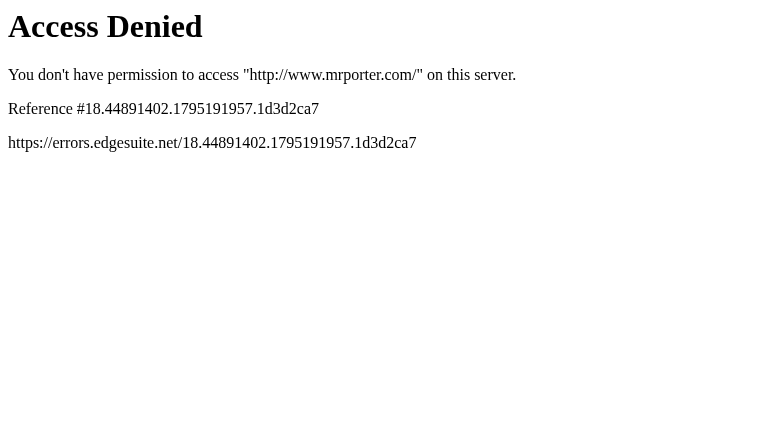 Access Denied
You don't have permission to access "http://www.mrporter.com/" on this server.
Reference #18.44891402.1795191957.1d3d2ca7
https://errors.edgesuite.net/18.44891402.1795191957.1d3d2ca7